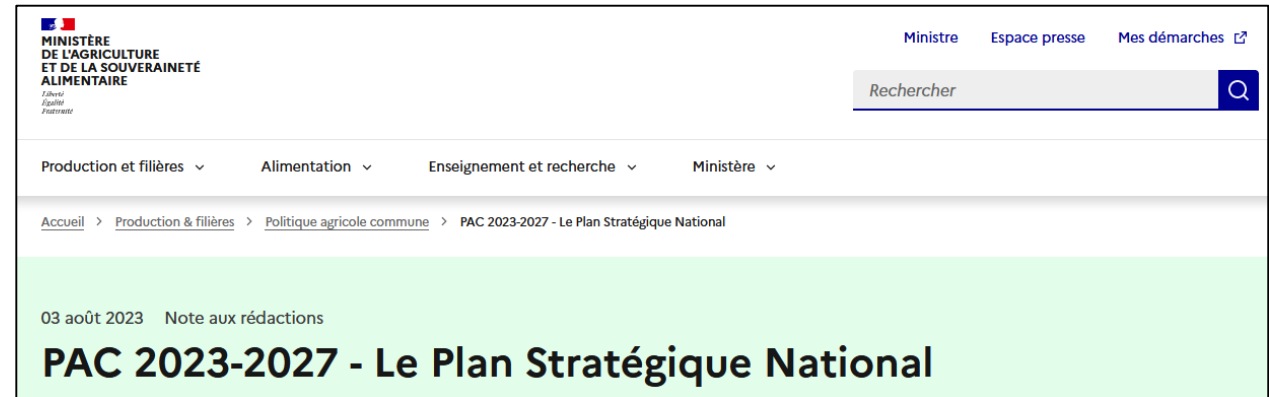 MINISTÈRE
DE L'AGRICULTURE
ET DE LA SOUVERAINETÉ
ALIMENTAIRE
Liberté
Égalité
Fraternité
Ministre Espace presse Mes démarches
Rechercher
Production et filières Alimentation Enseignement et recherche Ministère
Accueil > Production & filières > Politique agricole commune > PAC 2023-2027 - Le Plan Stratégique National
03 août 2023 Note aux rédactions
PAC 2023-2027 - Le Plan Stratégique National